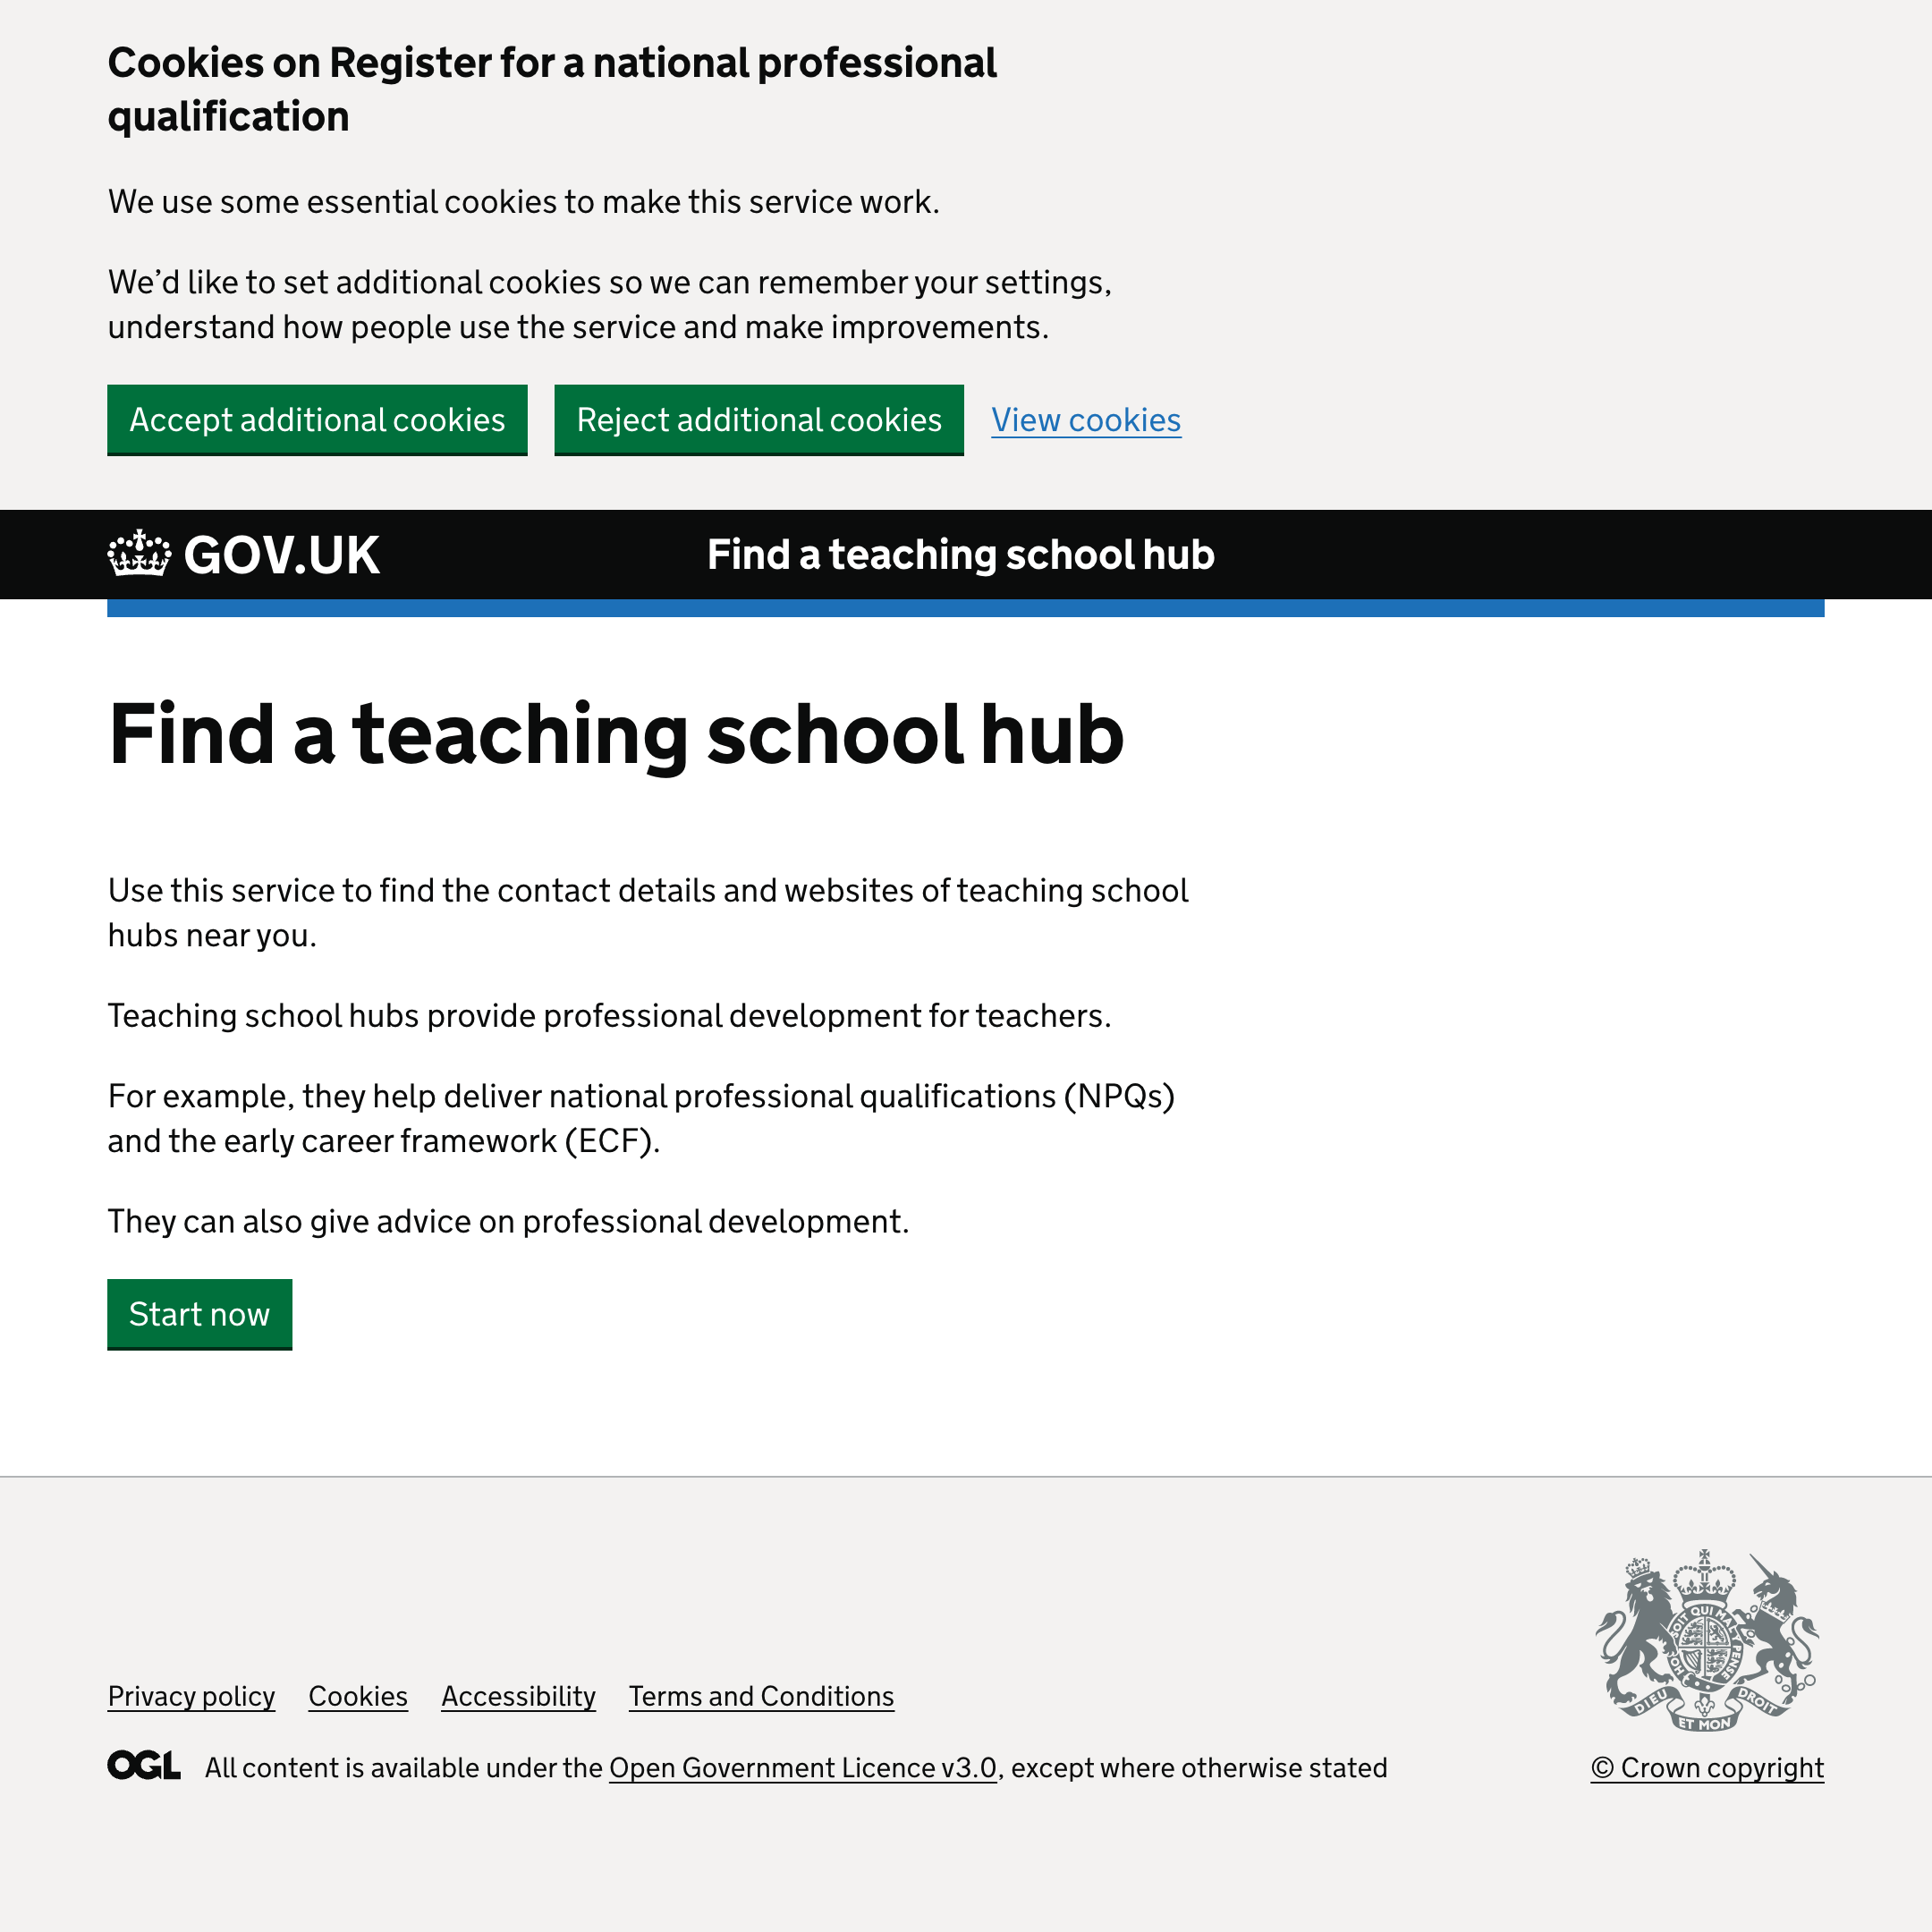 Cookies on Register for a national professional
qualification
We use some essential cookies to make this service work.
We’d like to set additional cookies so we can remember your settings,
understand how people use the service and make improvements.
Accept additional cookies
Reject additional cookies
View cookies
GOV.UK
Find a teaching school hub
Find a teaching school hub
Use this service to find the contact details and websites of teaching school
hubs near you.
Teaching school hubs provide professional development for teachers.
For example, they help deliver national professional qualifications (NPQs)
and the early career framework (ECF).
They can also give advice on professional development.
Start now
Privacy policy
Cookies
Accessibility
Terms and Conditions
OGL
All content is available under the Open Government Licence v3.0, except where otherwise stated
SOIT QUI MAL Y PENSE
DIEU ET MON DROIT
© Crown copyright